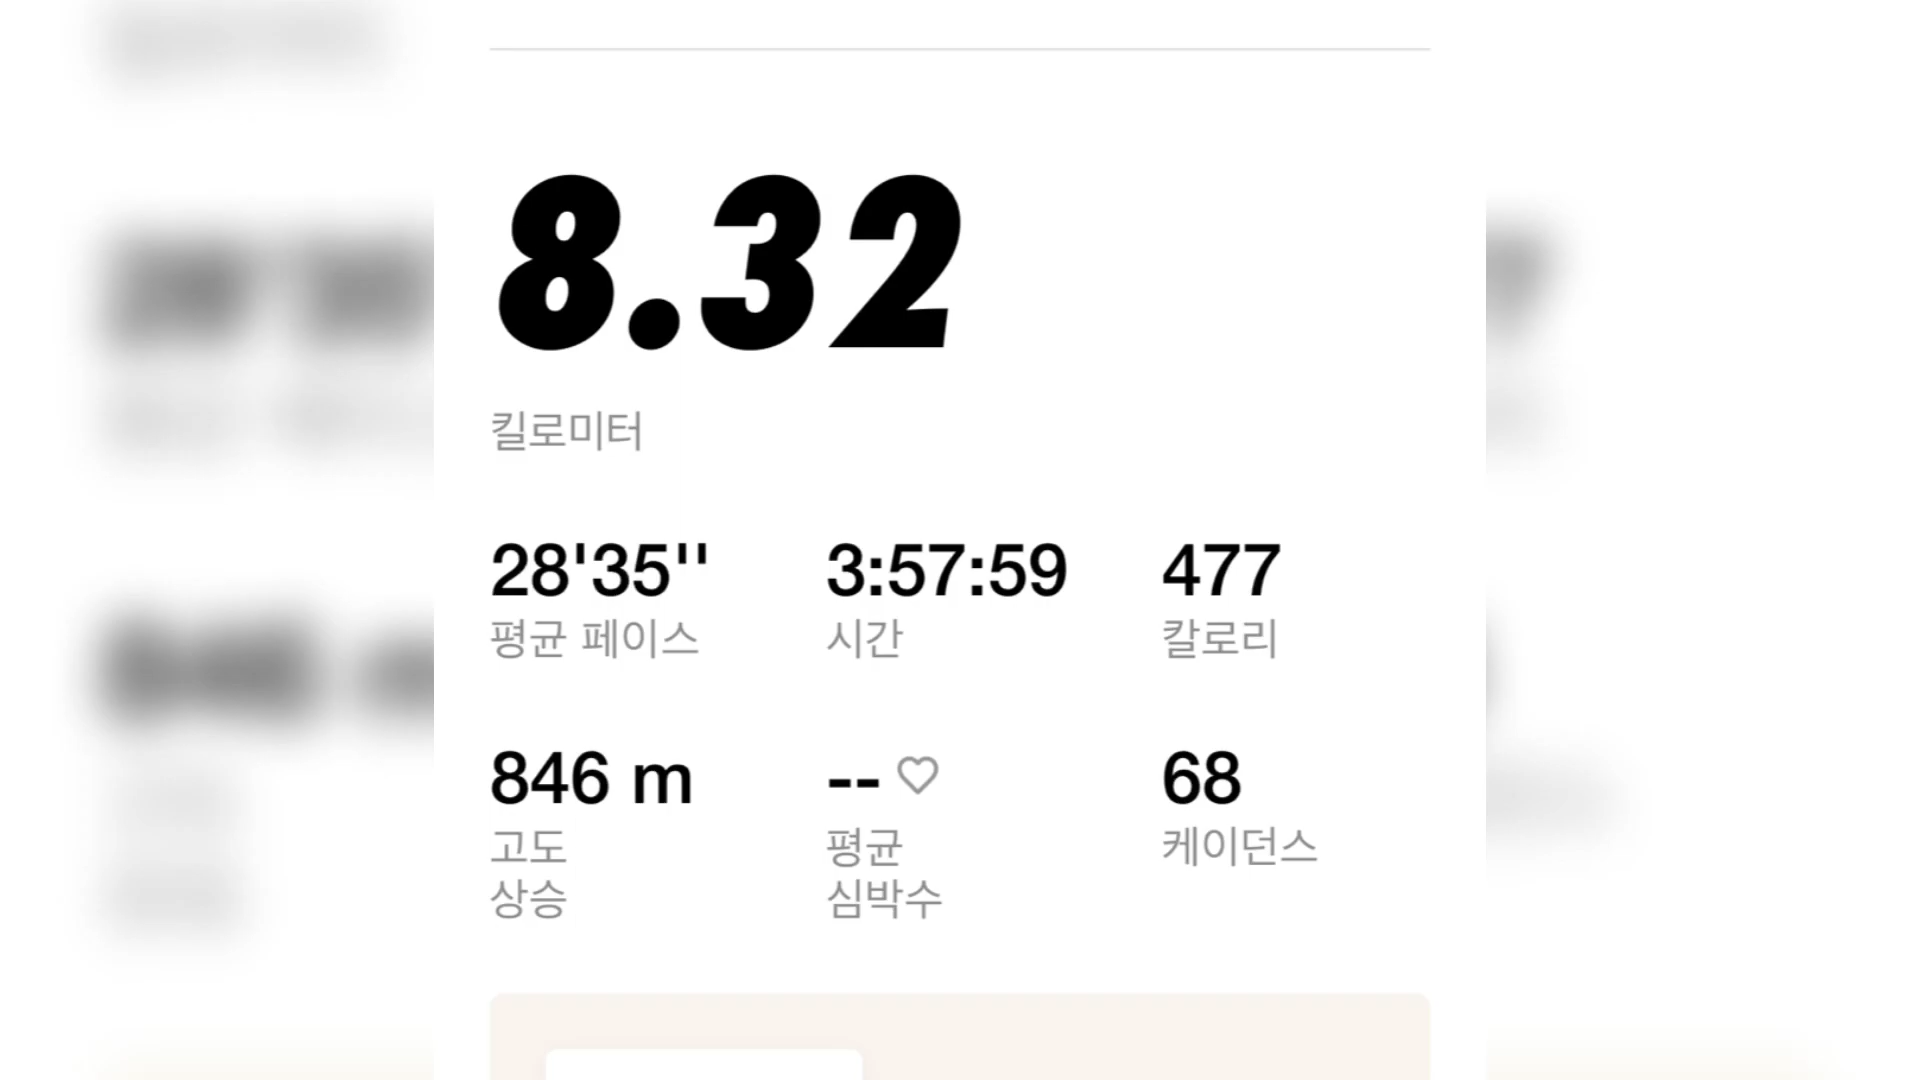 8.32
킬로미터
28'35'' 3:57:59 477
평균 페이스 시간 칼로리
846 m -- 68
고도 평균 케이던스
상승 심박수